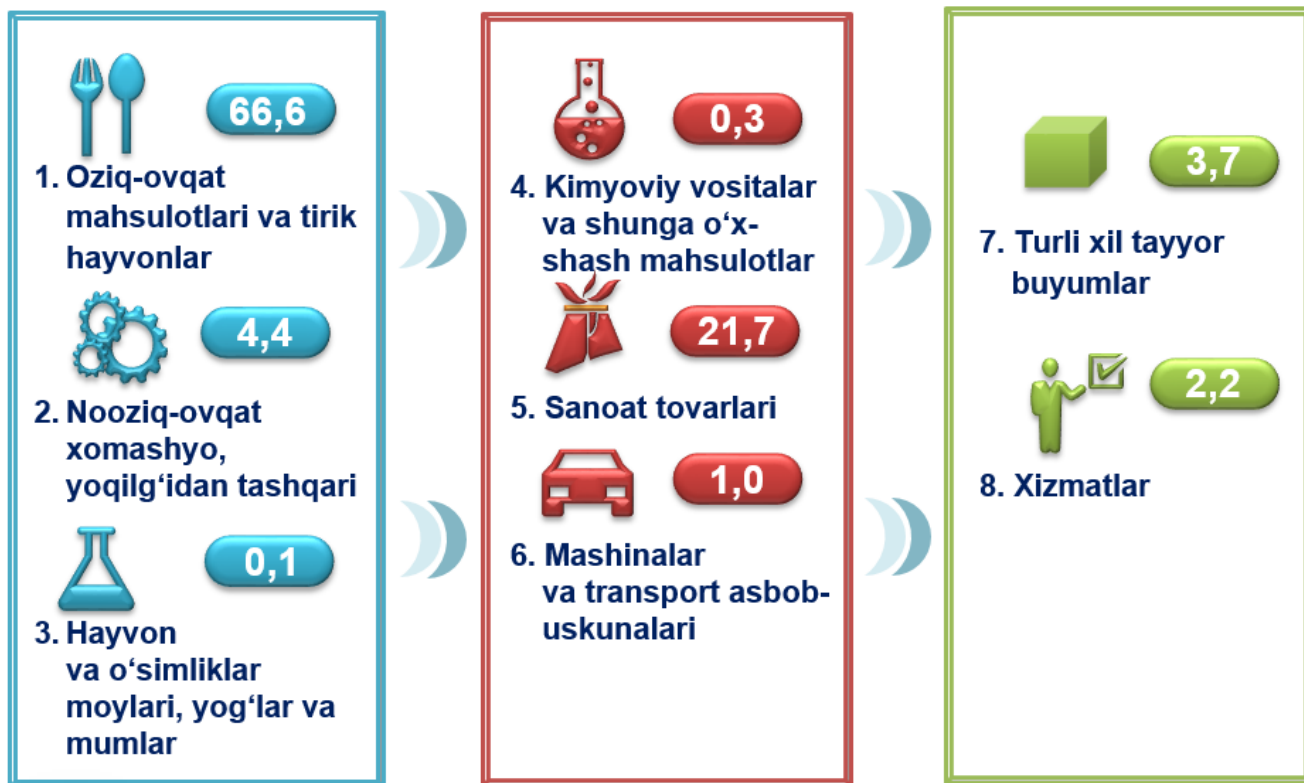 66,6
1. Oziq-ovqat
mahsulotlari va tirik
hayvonlar
4,4
2. Nooziq-ovqat
xomashyo,
yoqilg‘idan tashqari
0,1
3. Hayvon
va o‘simliklar
moylari, yog‘lar va
mumlar
0,3
4. Kimyoviy vositalar
va shunga o‘x-
shash mahsulotlar
21,7
5. Sanoat tovarlari
1,0
6. Mashinalar
va transport asbob-
uskunalari
3,7
7. Turli xil tayyor
buyumlar
2,2
8. Xizmatlar